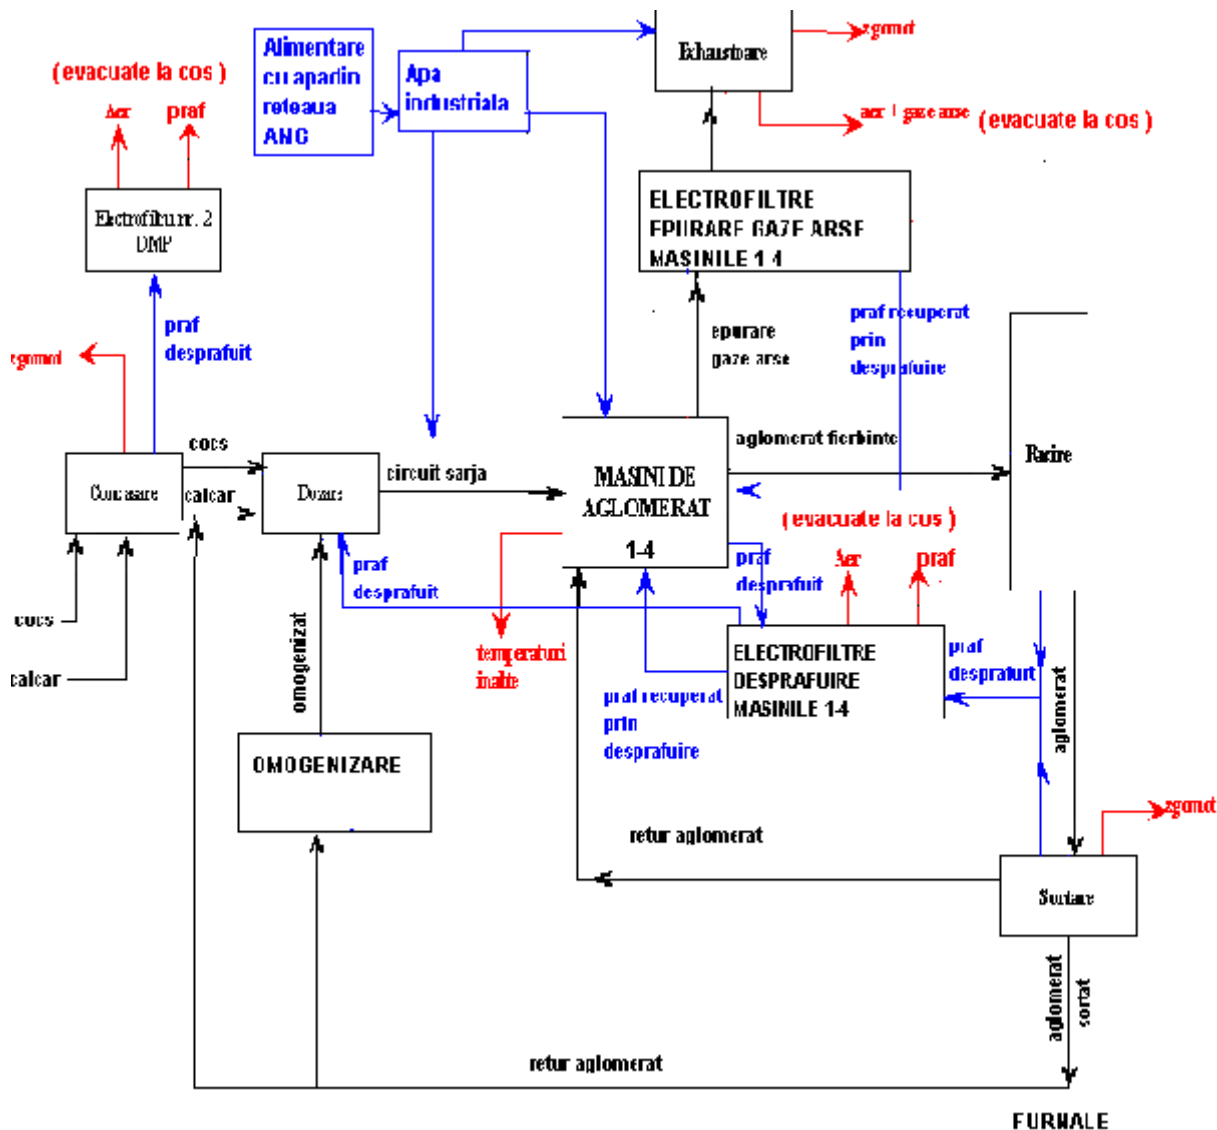 zgomot
Alimentare
cu apa din
reteaua
ANC
Apa
industriala
Exhaustoare
(evacuate la cos)
Aer
praf
aer + gaze arse (evacuate la cos)
ELECTROFILTRE
EPURARE GAZE ARSE
MASINILE 1-4
Electrofiltru nr. 2
DMP
praf
desprafuit
praf recuperat
prin
desprafuire
epurare
gaze arse
zgomot
cocs
aglomerat fierbinte
Racire
circuit sarja
MASINI DE
AGLOMERAT
1-4
Concasare
calcar
Dozare
(evacuate la cos)
Aer
praf
praf
desprafuit
praf
desprafuit
cocs
calcar
omogenizat
temperaturi
inalte
ELECTROFILTRE
DESPRAFUIRE
MASINILE 1-4
praf
desprafuit
praf recuperat
prin
desprafuire
aglomerat
OMOGENIZARE
zgomot
retur aglomerat
Sortare
aglomerat
sortat
retur aglomerat
FURNALE